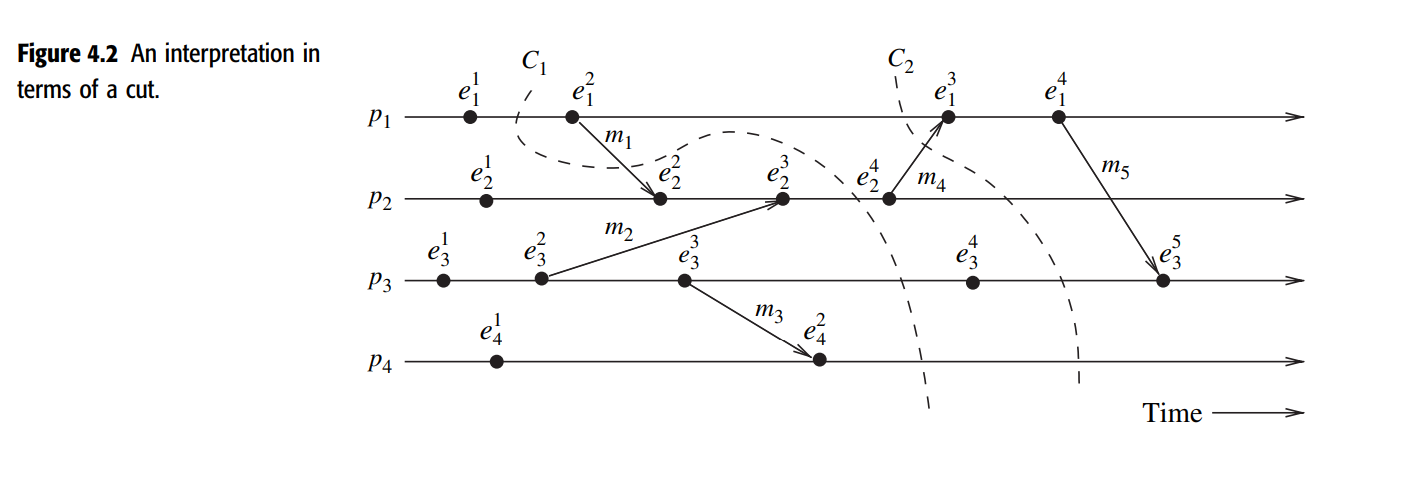 Figure 4.2 An interpretation in
terms of a cut.
C₁
C₂
e₁¹
e₁²
e₁³
e₁⁴
p₁
m₁
e₂¹
e₂²
e₂³
e₂⁴
m₄
m₅
p₂
m₂
e₃¹
e₃²
e₃³
e₃⁴
e₃⁵
p₃
m₃
e₄¹
e₄²
p₄
Time